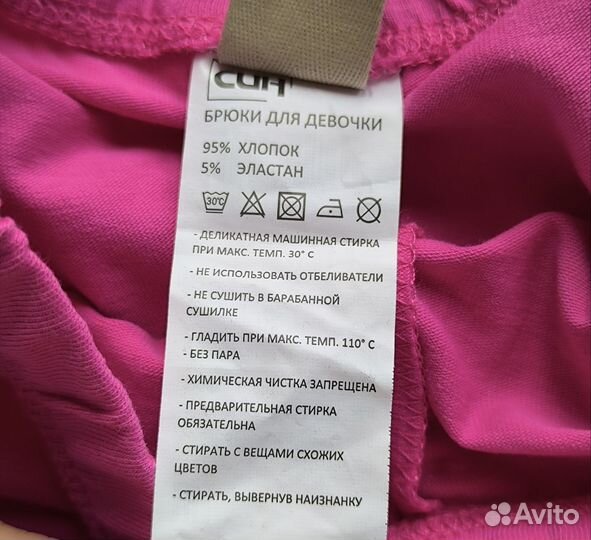 СИН
БРЮКИ ДЛЯ ДЕВОЧКИ
95% ХЛОПОК
5% ЭЛАСТАН
30°C
- ДЕЛИКАТНАЯ МАШИННАЯ СТИРКА
ПРИ МАКС. ТЕМП. 30° С
- НЕ ИСПОЛЬЗОВАТЬ ОТБЕЛИВАТЕЛИ
- НЕ СУШИТЬ В БАРАБАННОЙ
СУШИЛКЕ
- ГЛАДИТЬ ПРИ МАКС. ТЕМП. 110° С
- БЕЗ ПАРА
- ХИМИЧЕСКАЯ ЧИСТКА ЗАПРЕЩЕНА
- ПРЕДВАРИТЕЛЬНАЯ СТИРКА
ОБЯЗАТЕЛЬНА
- СТИРАТЬ С ВЕЩАМИ СХОЖИХ
ЦВЕТОВ
- СТИРАТЬ, ВЫВЕРНУВ НАИЗНАНКУ
Avito